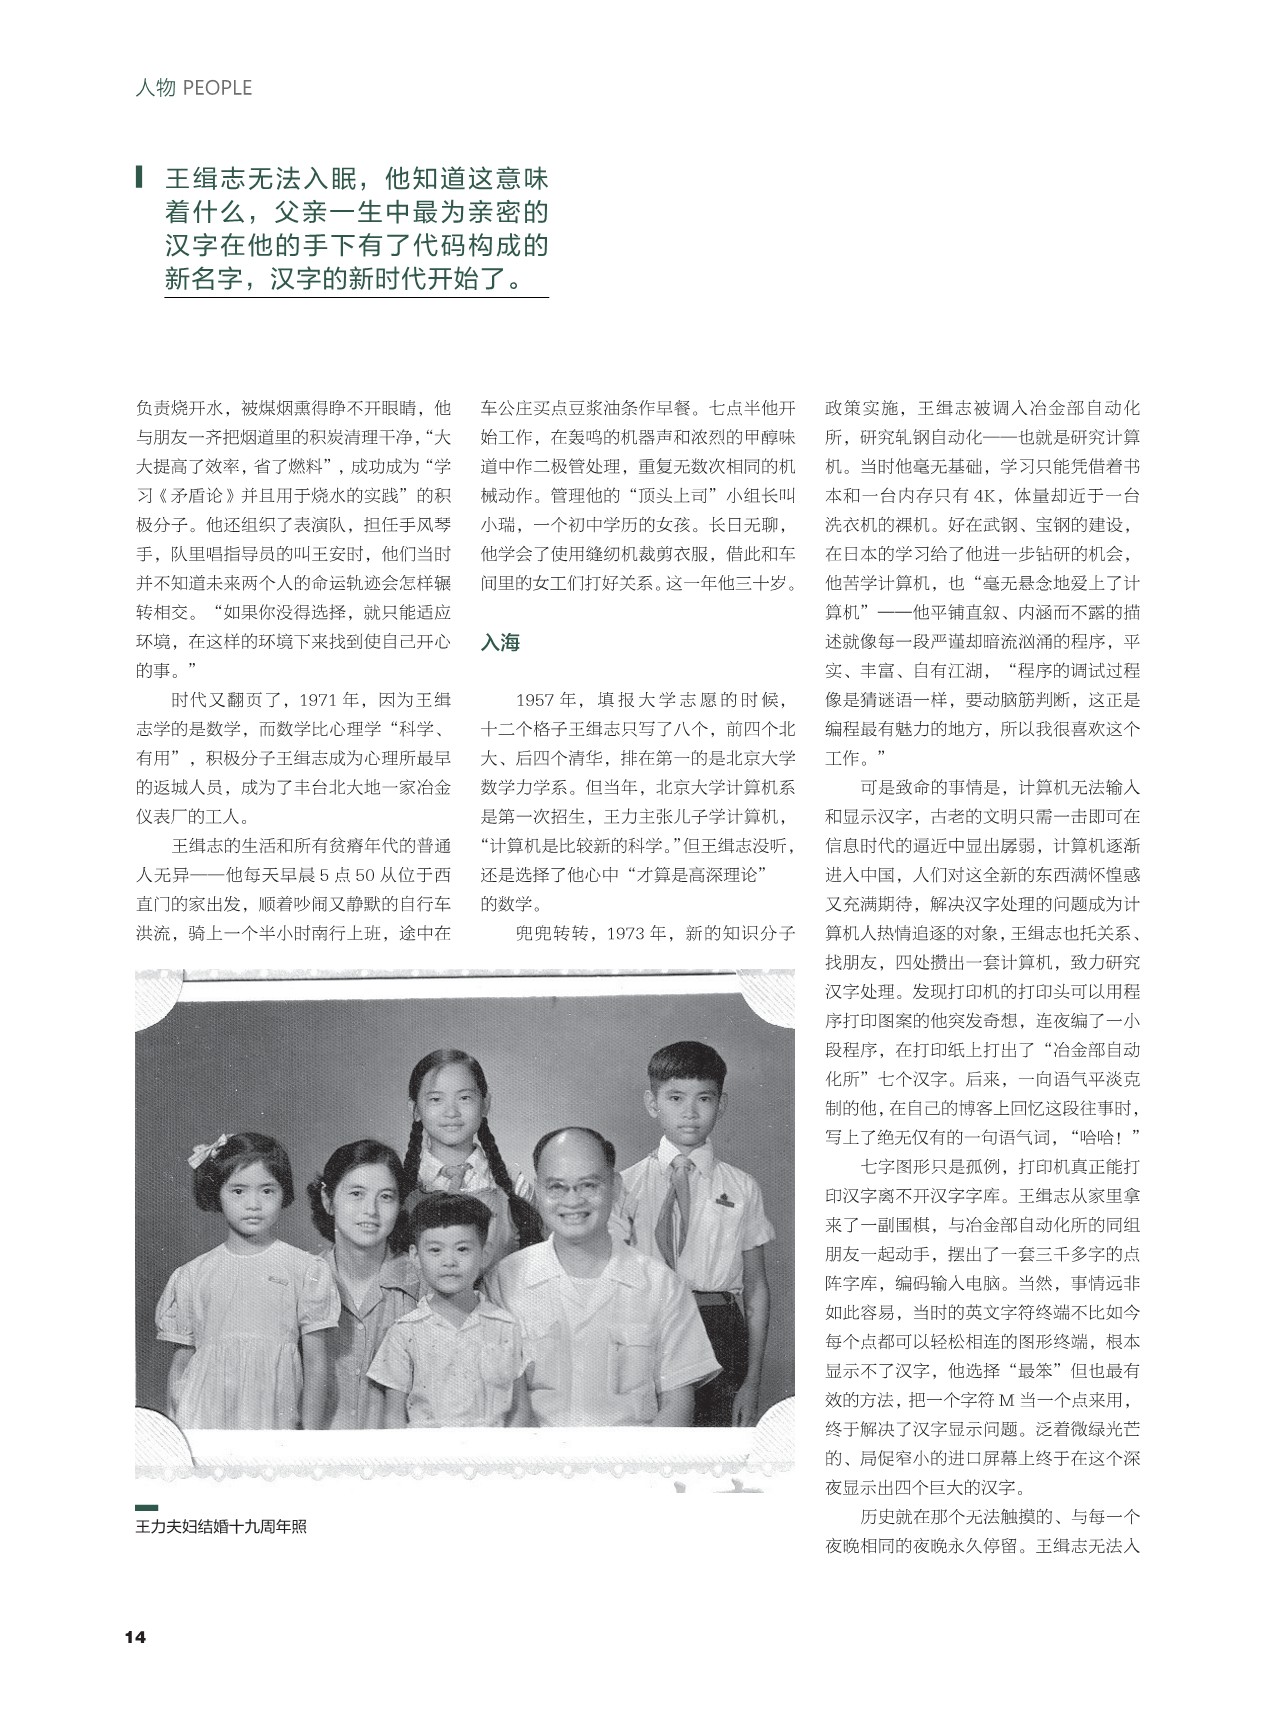 人物 PEOPLE
王缉志无法入眠，他知道这意味
着什么，父亲一生中最为亲密的
汉字在他的手下有了代码构成的
新名字，汉字的新时代开始了。
负责烧开水，被煤烟熏得睁不开眼睛，他
与朋友一齐把烟道里的积炭清理干净，“大
大提高了效率，省了燃料”，成功成为“学
习《矛盾论》并且用于烧水的实践”的积
极分子。他还组织了表演队，担任手风琴
手，队里唱指导员的叫王安时，他们当时
并不知道未来两个人的命运轨迹会怎样辗
转相交。“如果你没得选择，就只能适应
环境，在这样的环境下来找到使自己开心
的事。”
时代又翻页了，1971 年，因为王缉
志学的是数学，而数学比心理学“科学、
有用”，积极分子王缉志成为心理所最早
的返城人员，成为了丰台北大地一家冶金
仪表厂的工人。
王缉志的生活和所有贫瘠年代的普通
人无异——他每天早晨 5 点 50 从位于西
直门的家出发，顺着吵闹又静默的自行车
洪流，骑上一个半小时南行上班，途中在
车公庄买点豆浆油条作早餐。七点半他开
始工作，在轰鸣的机器声和浓烈的甲醇味
道中作二极管处理，重复无数次相同的机
械动作。管理他的“顶头上司”小组长叫
小瑞，一个初中学历的女孩。长日无聊，
他学会了使用缝纫机裁剪衣服，借此和车
间里的女工们打好关系。这一年他三十岁。
入海
1957 年，填报大学志愿的时候，
十二个格子王缉志只写了八个，前四个北
大、后四个清华，排在第一的是北京大学
数学力学系。但当年，北京大学计算机系
是第一次招生，王力主张儿子学计算机，
“计算机是比较新的科学。”但王缉志没听，
还是选择了他心中“才算是高深理论”
的数学。
兜兜转转，1973 年，新的知识分子
政策实施，王缉志被调入冶金部自动化
所，研究轧钢自动化——也就是研究计算
机。当时他毫无基础，学习只能凭借着书
本和一台内存只有 4K，体量却近于一台
洗衣机的裸机。好在武钢、宝钢的建设，
在日本的学习给了他进一步钻研的机会，
他苦学计算机，也“毫无悬念地爱上了计
算机”——他平铺直叙、内涵而不露的描
述就像每一段严谨却暗流汹涌的程序，平
实、丰富、自有江湖，“程序的调试过程
像是猜谜语一样，要动脑筋判断，这正是
编程最有魅力的地方，所以我很喜欢这个
工作。”
可是致命的事情是，计算机无法输入
和显示汉字，古老的文明只需一击即可在
信息时代的逼近中显出孱弱，计算机逐渐
进入中国，人们对这全新的东西满怀惶惑
又充满期待，解决汉字处理的问题成为计
算机人热情追逐的对象，王缉志也托关系、
找朋友，四处攒出一套计算机，致力研究
汉字处理。发现打印机的打印头可以用程
序打印图案的他突发奇想，连夜编了一小
段程序，在打印纸上打出了“冶金部自动
化所”七个汉字。后来，一向语气平淡克
制的他，在自己的博客上回忆这段往事时，
写上了绝无仅有的一句语气词，“哈哈！”
七字图形只是孤例，打印机真正能打
印汉字离不开汉字字库。王缉志从家里拿
来了一副围棋，与冶金部自动化所的同组
朋友一起动手，摆出了一套三千多字的点
阵字库，编码输入电脑。当然，事情远非
如此容易，当时的英文字符终端不比如今
每个点都可以轻松相连的图形终端，根本
显示不了汉字，他选择“最笨”但也最有
效的方法，把一个字符 M 当一个点来用，
终于解决了汉字显示问题。泛着微绿光芒
的、局促窄小的进口屏幕上终于在这个深
夜显示出四个巨大的汉字。
历史就在那个无法触摸的、与每一个
夜晚相同的夜晚永久停留。王缉志无法入
王力夫妇结婚十九周年照
14